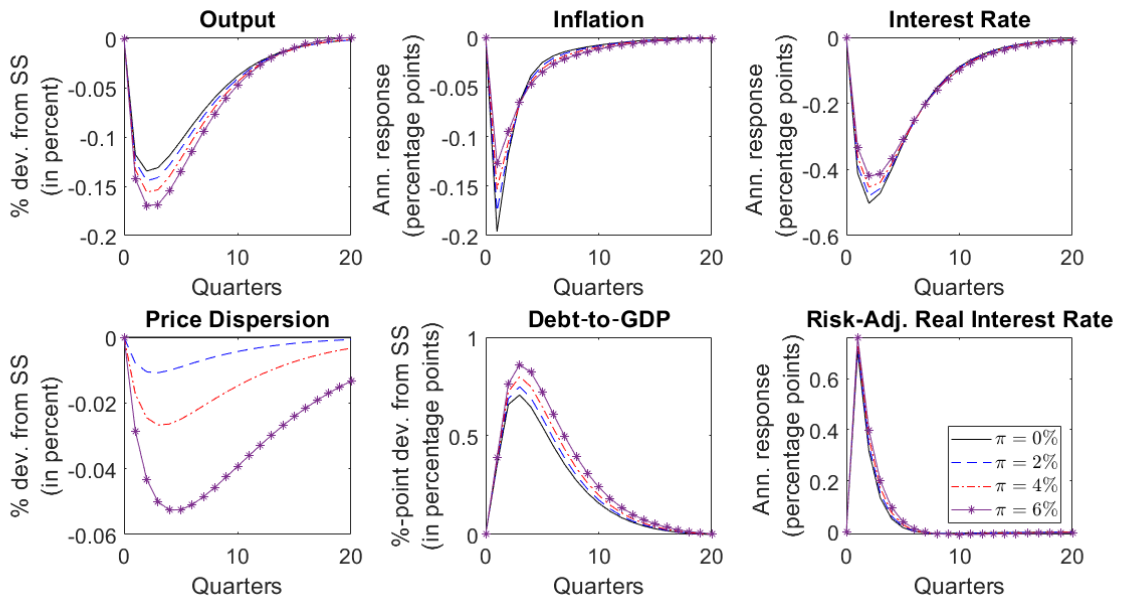 Output
Inflation
Interest Rate
% dev. from SS
(in percent)
0
-0.05
-0.1
-0.15
-0.2
0
10
20
Quarters
Ann. response
(percentage points)
0
-0.05
-0.1
-0.15
-0.2
0
10
20
Quarters
Ann. response
(percentage points)
0
-0.2
-0.4
-0.6
0
10
20
Quarters
Price Dispersion
Debt-to-GDP
Risk-Adj. Real Interest Rate
% dev. from SS
(in percent)
0
-0.02
-0.04
-0.06
0
10
20
Quarters
%-point dev. from SS
(in percentage points)
1
0.5
0
0
10
20
Quarters
Ann. response
(percentage points)
0.6
0.4
0.2
0
0
10
20
Quarters
π = 0%
π = 2%
π = 4%
π = 6%